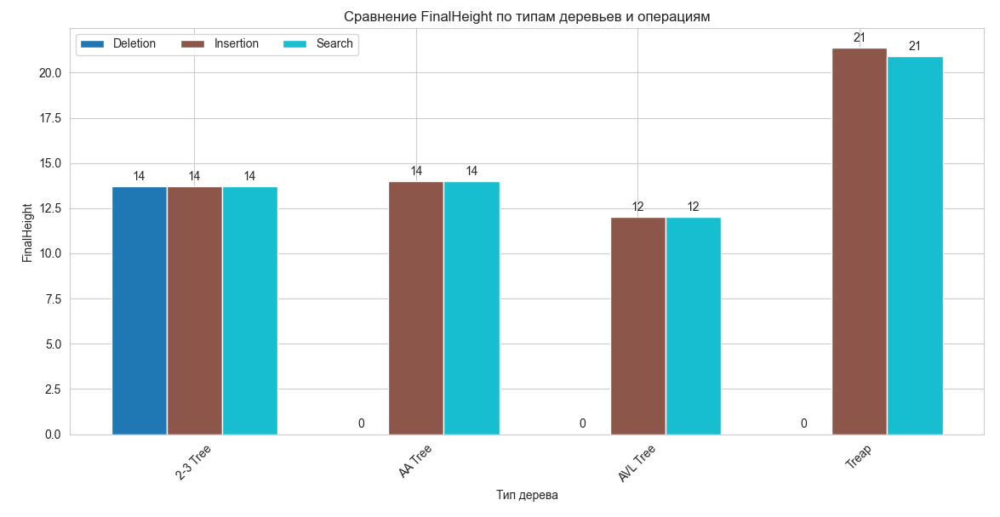 Сравнение FinalHeight по типам деревьев и операциям
Deletion Insertion Search
FinalHeight
20.0
17.5
15.0
12.5
10.0
7.5
5.0
2.5
0.0
14 14 14
0 14 14
0 12 12
0 21 21
2-3 Tree
AA Tree
AVL Tree
Treap
Тип дерева